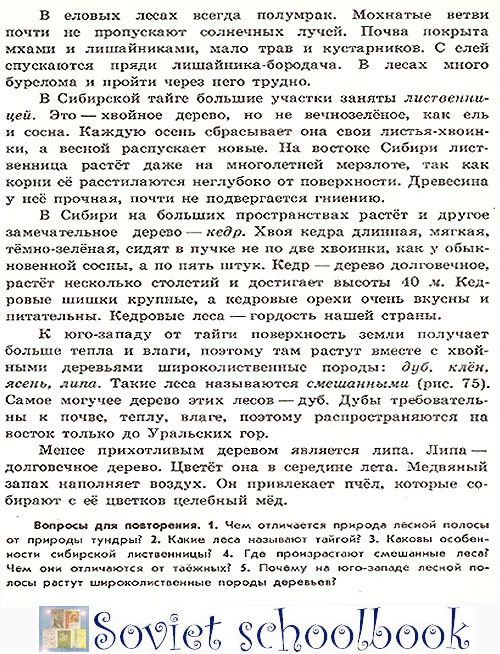 В еловых лесах всегда полумрак. Мохнатые ветви
почти не пропускают солнечных лучей. Почва покрыта
мхами и лишайниками, мало трав и кустарников. С елей
спускаются пряди лишайника-бородача. В лесах много
бурелома и пройти через него трудно.
В Сибирской тайге большие участки заняты лиственни-
цей. Это — хвойное дерево, но не вечнозелёное, как ель
и сосна. Каждую осень сбрасывает она свои листья-хвоин-
ки, а весной распускает новые. На востоке Сибири лист-
венница растёт даже на многолетней мерзлоте, так как
корни её расстилаются неглубоко от поверхности. Древесина
у неё прочная, почти не подвергается гниению.
В Сибири на больших пространствах растёт и другое
замечательное дерево — кедр. Хвоя кедра длинная, мягкая,
тёмно-зелёная, сидят в пучке не по две хвоинки, как у обык-
новенной сосны, а по пять штук. Кедр — дерево долговечное,
растёт несколько столетий и достигает высоты 40 м. Кед-
ровые шишки крупные, а кедровые орехи очень вкусны и
питательны. Кедровые леса — гордость нашей страны.
К юго-западу от тайги поверхность земли получает
больше тепла и влаги, поэтому там растут вместе с хвой-
ными деревьями широколиственные породы: дуб, клён,
ясень, липа. Такие леса называются смешанными (рис. 75).
Самое могучее дерево этих лесов — дуб. Дубы требователь-
ны к почве, теплу, влаге, поэтому распространяются на
восток только до Уральских гор.
Менее прихотливым деревом является липа. Липа —
долговечное дерево. Цветёт она в середине лета. Медвяный
запах наполняет воздух. Он привлекает пчёл, которые со-
бирают с её цветков целебный мёд.
Вопросы для повторения. 1. Чем отличается природа лесной полосы
от природы тундры? 2. Какие леса называют тайгой? 3. Каковы особен-
ности сибирской лиственницы? 4. Где произрастают смешанные леса?
Чем они отличаются от таёжных? 5. Почему на юго-западе лесной по-
лосы растут широколиственные породы деревьев?
Soviet schoolbook